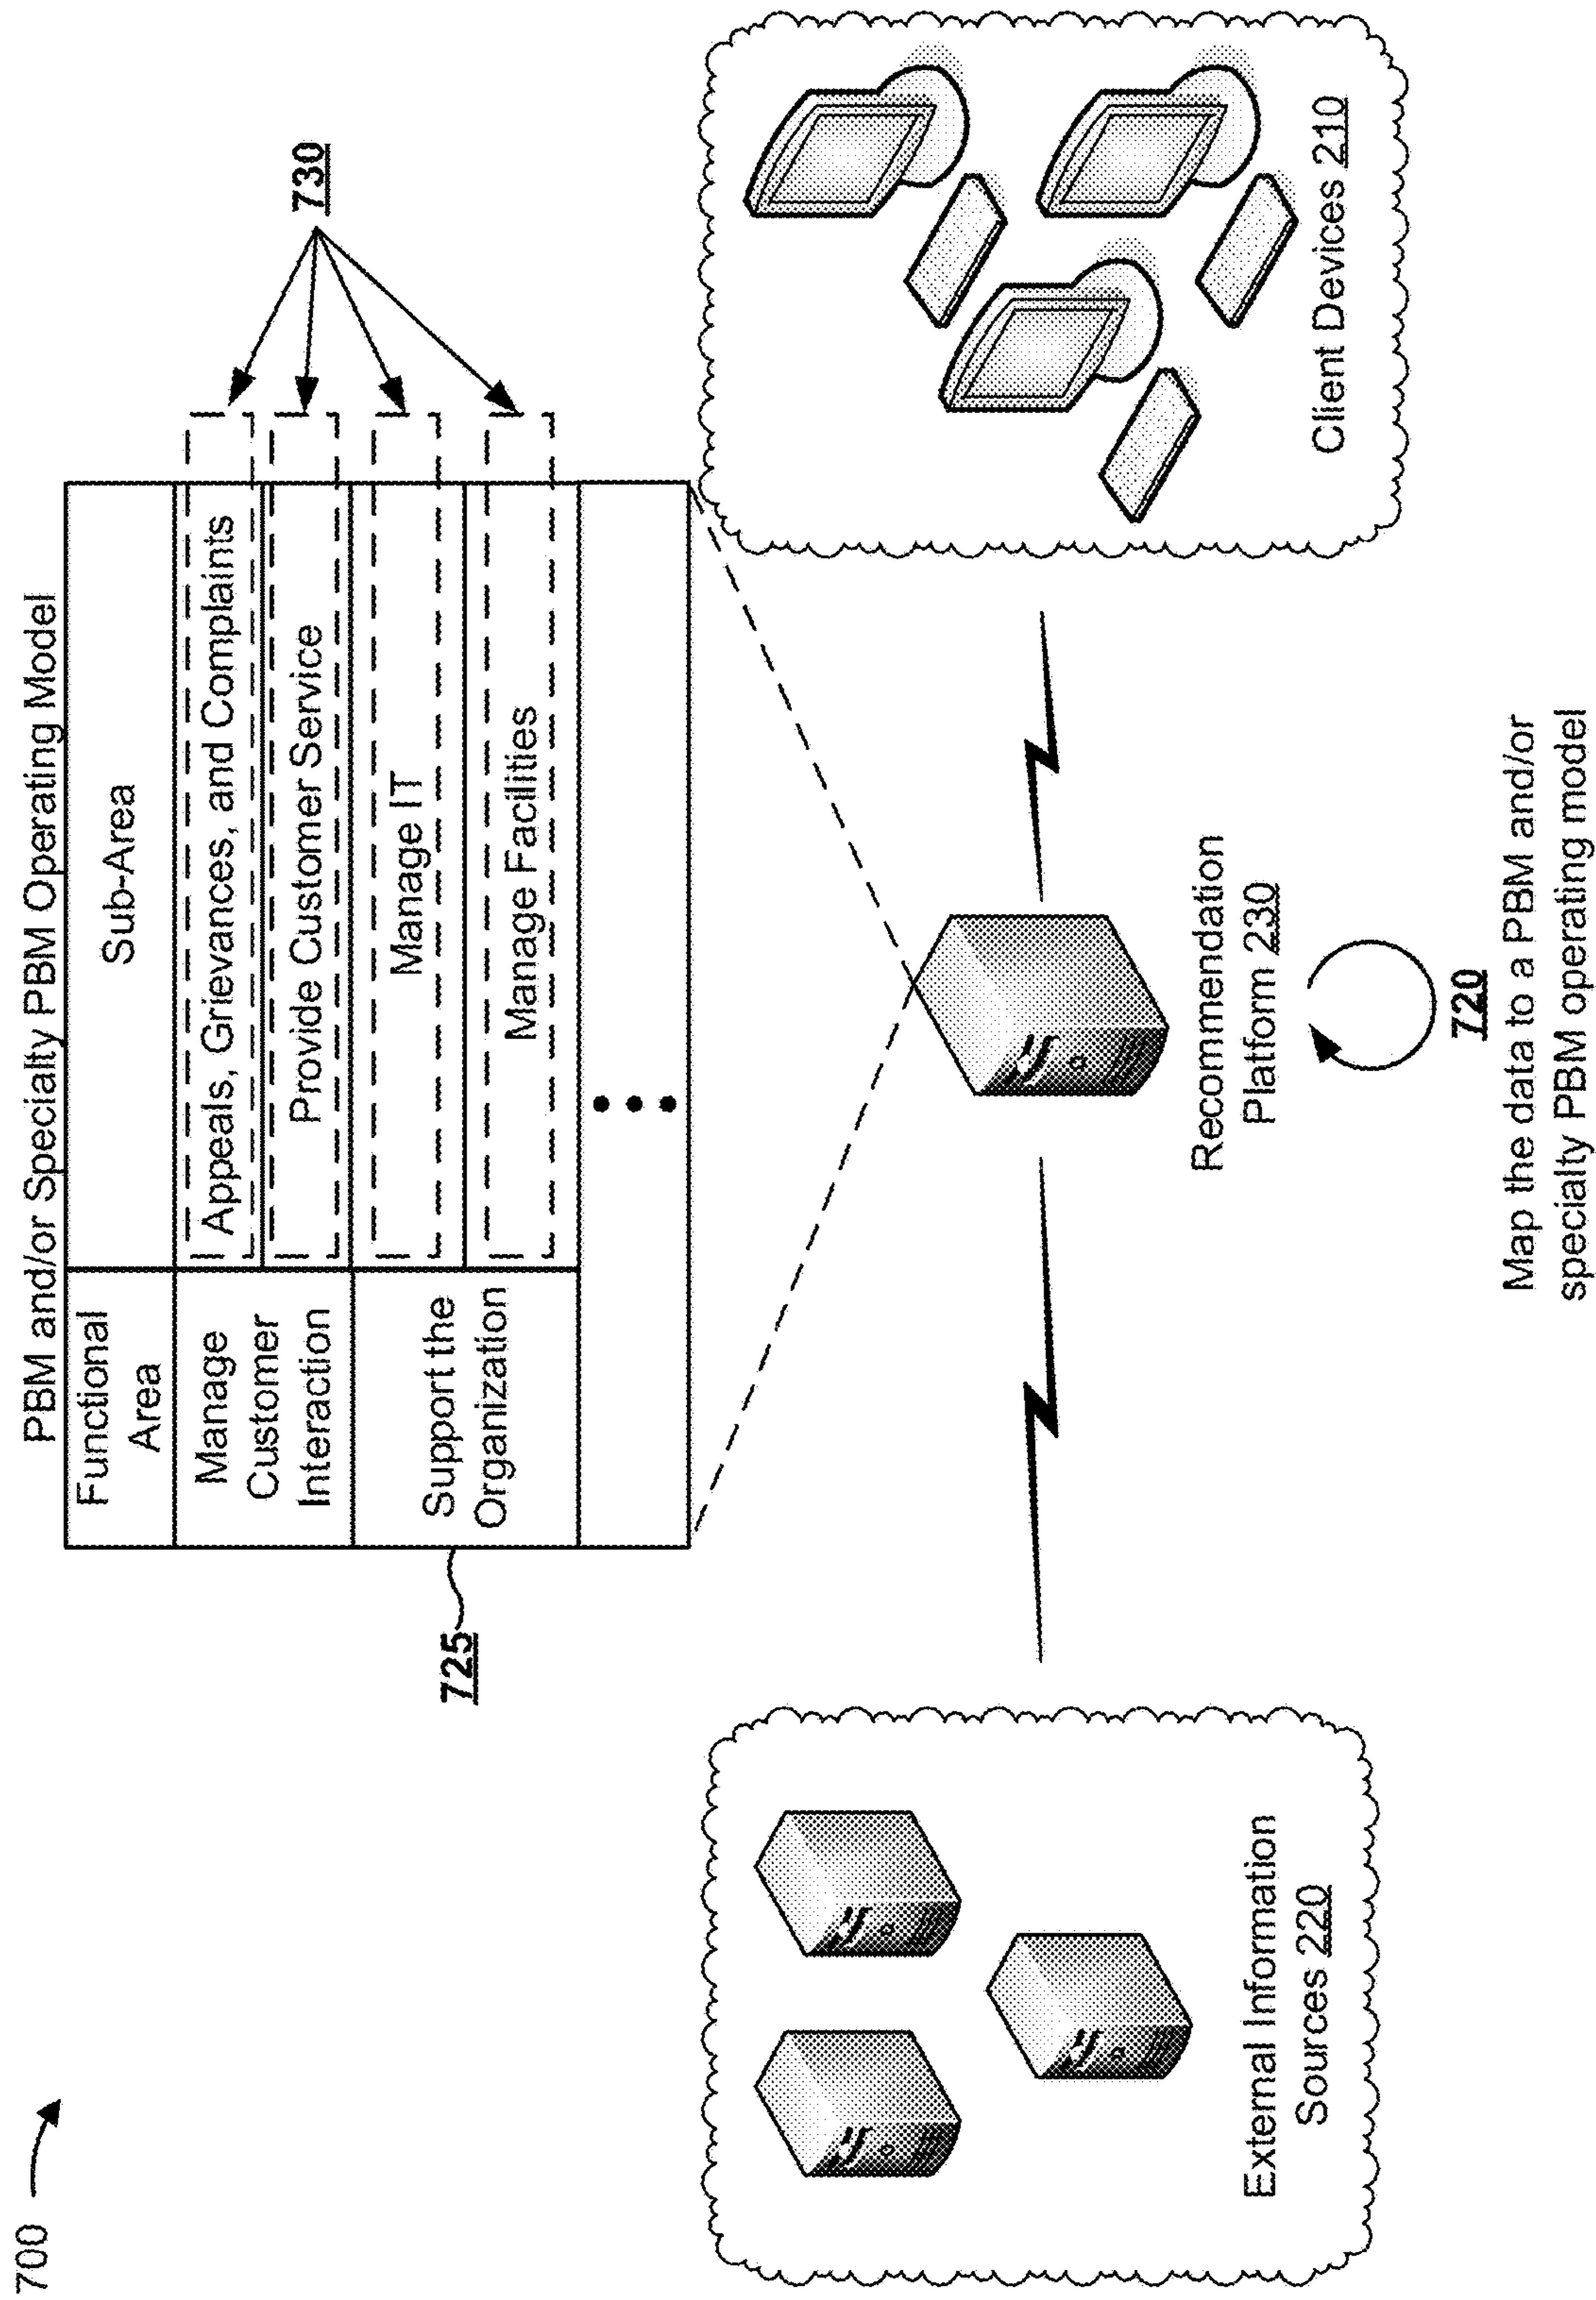 700
PBM and/or Specialty PBM Operating Model
Functional
Area
Sub-Area
Manage
Customer
Interaction
Appeals, Grievances, and Complaints
Provide Customer Service
Support the
Organization
Manage IT
Manage Facilities
725
730
External Information
Sources 220
Recommendation
Platform 230
Client Devices 210
720
Map the data to a PBM and/or
specialty PBM operating model